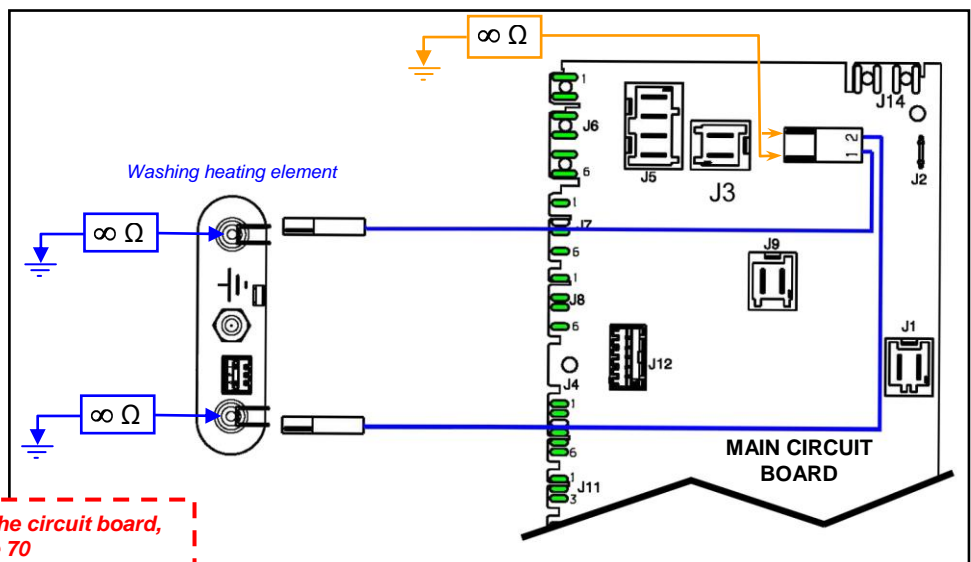 ∞ Ω
1
J14
J6
2
1
J2
6
J5
J3
Washing heating element
1
∞ Ω
J7
6
J9
1
J8
6
J1
J12
J4
1
∞ Ω
6
MAIN CIRCUIT
BOARD
1
J11
3
he circuit board,
70